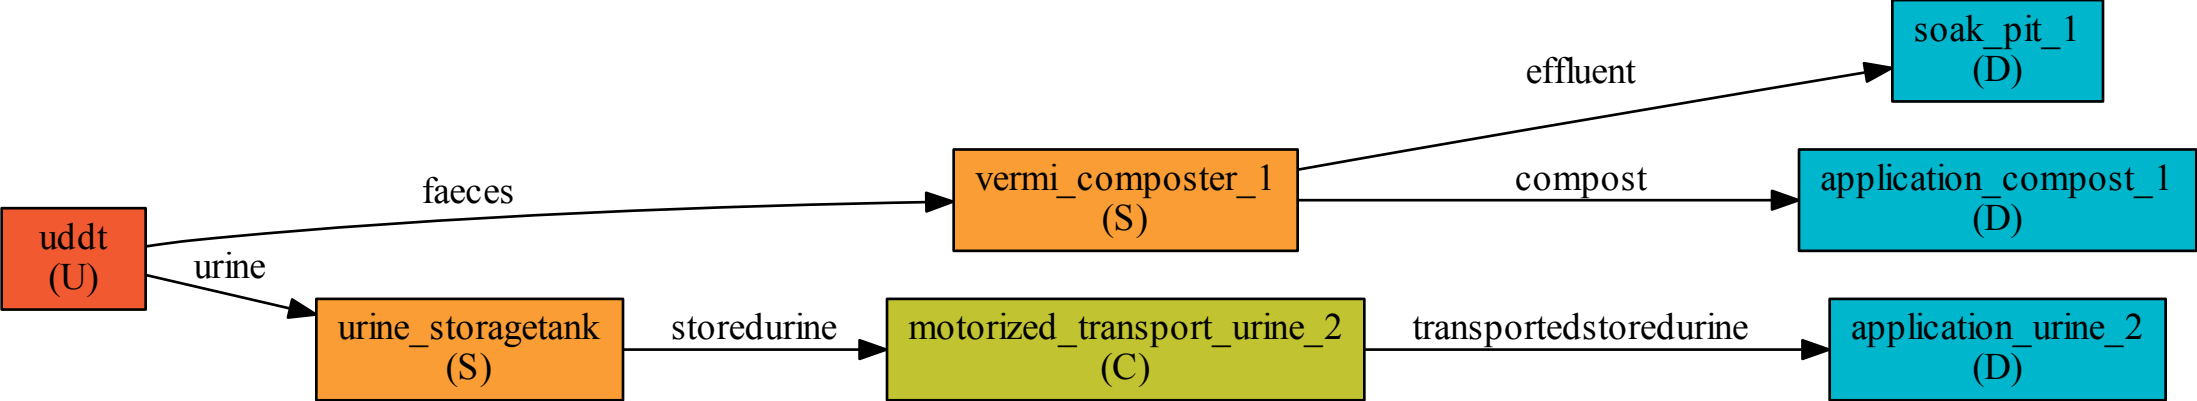 soak_pit_1
(D)
effluent
vermi_composter_1
(S)
compost
application_compost_1
(D)
faeces
uddt
(U)
urine
urine_storagetank
(S)
storedurine
motorized_transport_urine_2
(C)
transportedstoredurine
application_urine_2
(D)